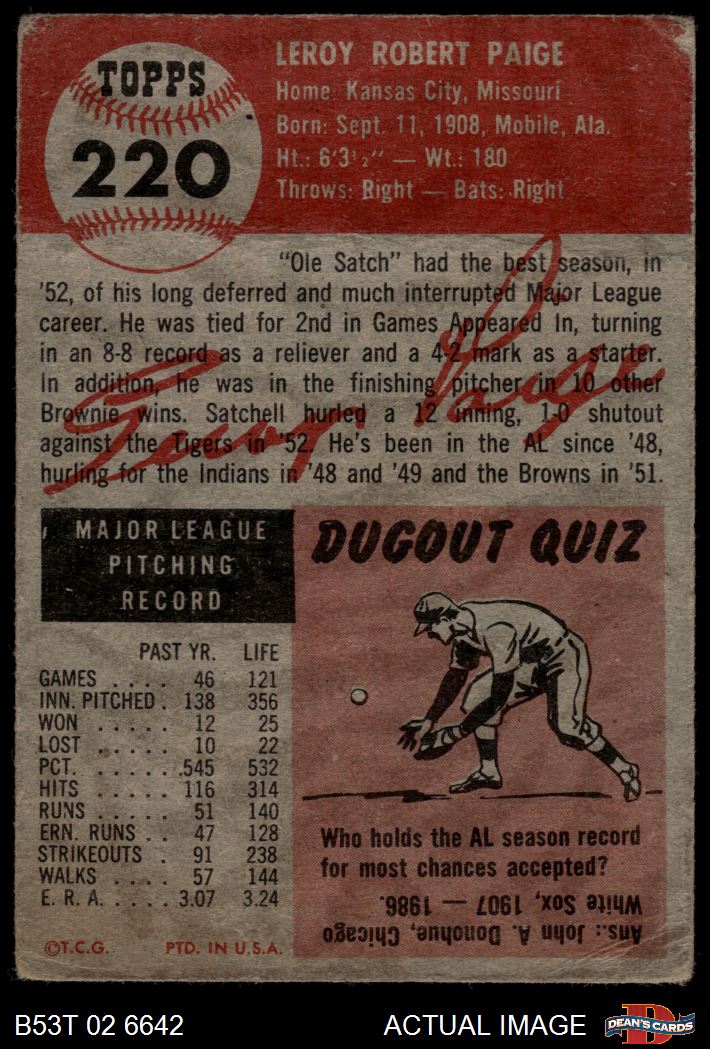 TOPPS
220
LEROY ROBERT PAIGE
Home: Kansas City, Missouri
Born: Sept. 11, 1908, Mobile, Ala.
Ht.: 6'3½" — Wt.: 180
Throws: Right — Bats: Right
"Ole Satch" had the best season, in
'52, of his long deferred and much interrupted Major League
career. He was tied for 2nd in Games Appeared In, turning
in an 8-8 record as a reliever and a 4-2 mark as a starter.
In addition, he was in the finishing pitcher in 10 other
Brownie wins. Satchell hurled a 12 inning, 1-0 shutout
against the Tigers in '52. He's been in the AL since '48,
hurling for the Indians in '48 and '49 and the Browns in '51.
Leroy Paige
MAJOR LEAGUE
PITCHING
RECORD
PAST YR. LIFE
GAMES .... 46 121
INN. PITCHED . 138 356
WON ..... 12 25
LOST ..... 10 22
PCT. ..... .545 532
HITS ..... 116 314
RUNS ..... 51 140
ERN. RUNS .. 47 128
STRIKEOUTS . 91 238
WALKS .... 57 144
E. R. A. .... 3.07 3.24
©T.C.G. PTD. IN U.S.A.
DUGOUT QUIZ
Who holds the AL season record
for most chances accepted?
Ans.: John A. Donohue, Chicago
White Sox, 1907 — 1986.
B53T 02 6642
ACTUAL IMAGE
D
DEAN'S CARDS